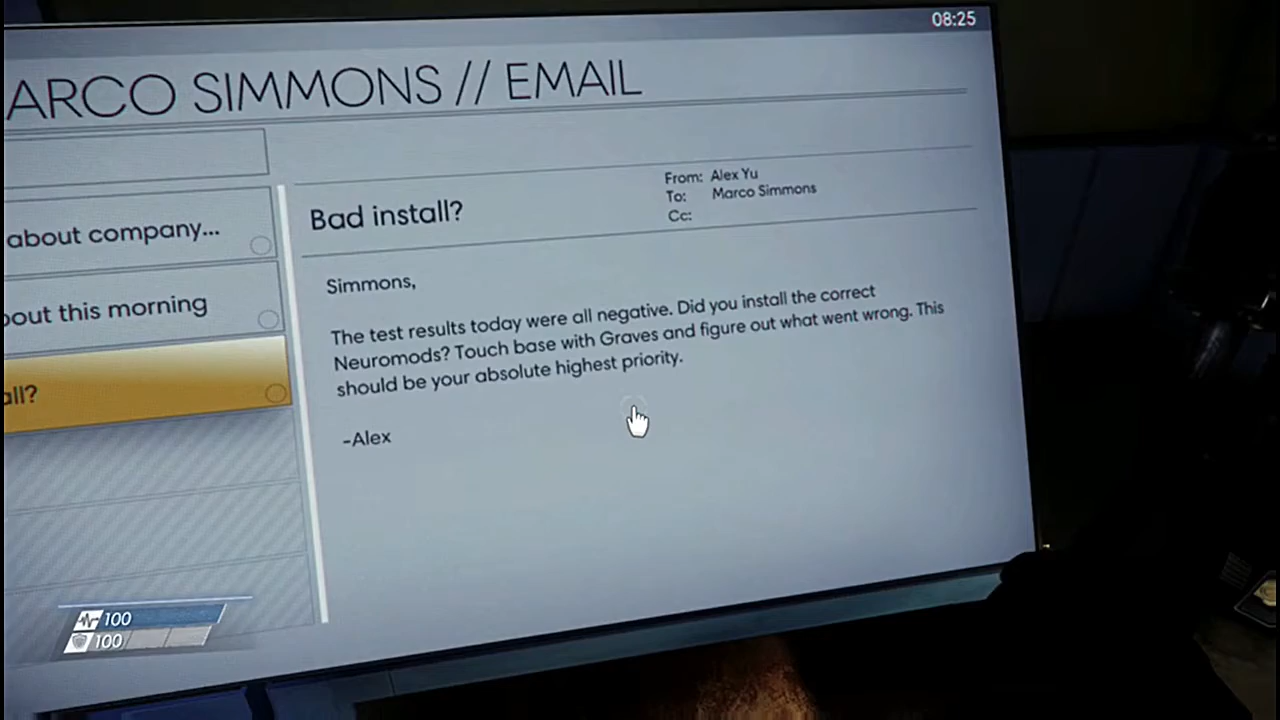 08:25
ARCO SIMMONS // EMAIL
From: Alex Yu
To: Marco Simmons
Cc:
Bad install?
about company...
out this morning
all?
Simmons,
The test results today were all negative. Did you install the correct
Neuromods? Touch base with Graves and figure out what went wrong. This
should be your absolute highest priority.
-Alex
100
100